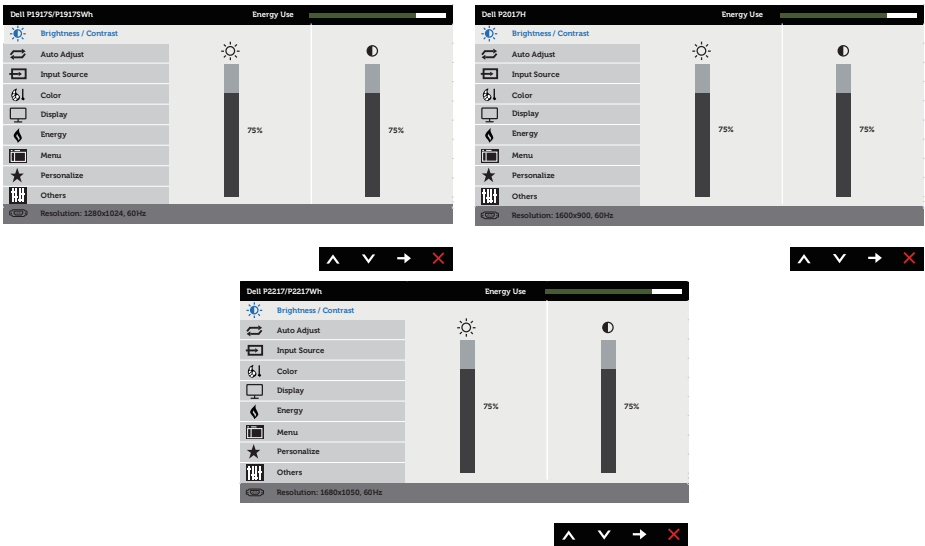 Dell P1917S/P1917SWh Energy Use
Brightness / Contrast
Auto Adjust
Input Source
Color
Display
Energy
75% 75%
Menu
Personalize
Others
Resolution: 1280x1024, 60Hz
Dell P2017H Energy Use
Brightness / Contrast
Auto Adjust
Input Source
Color
Display
Energy
75% 75%
Menu
Personalize
Others
Resolution: 1600x900, 60Hz
Dell P2217/P2217Wh Energy Use
Brightness / Contrast
Auto Adjust
Input Source
Color
Display
Energy
75% 75%
Menu
Personalize
Others
Resolution: 1680x1050, 60Hz